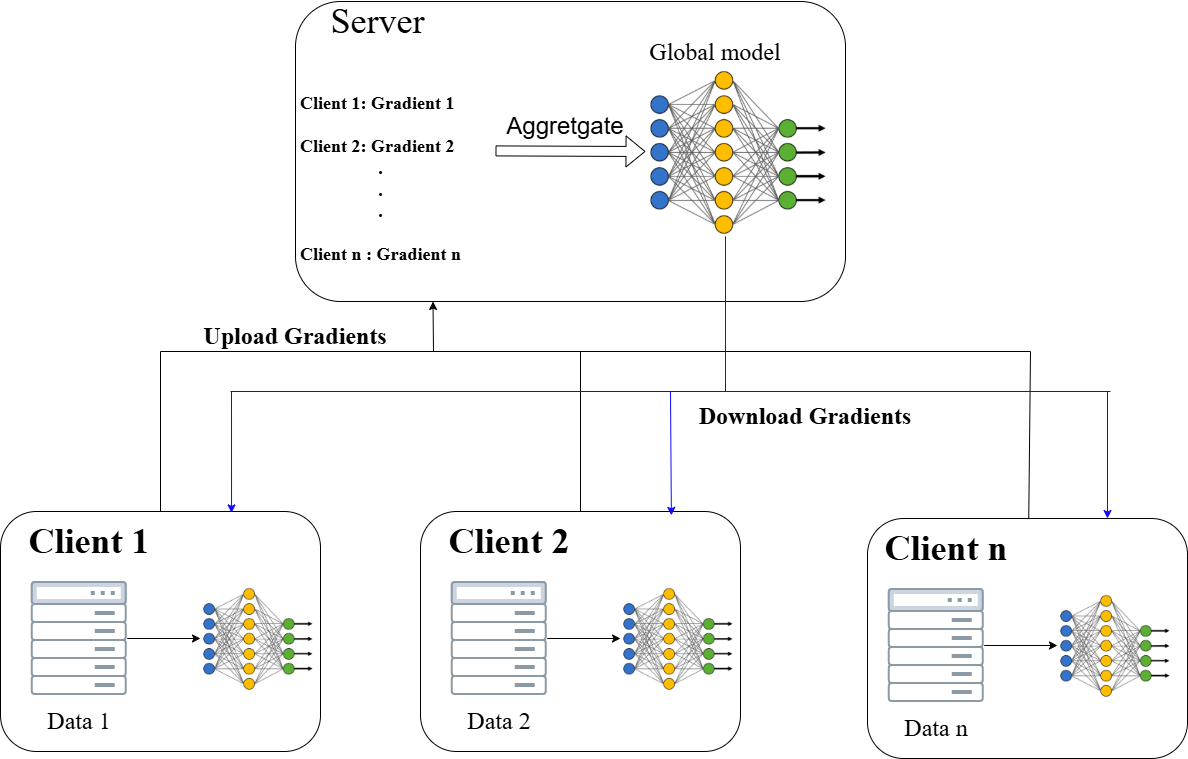 Server
Global model
Client 1: Gradient 1
Aggretgate
Client 2: Gradient 2
.
.
.
Client n : Gradient n
Upload Gradients
Download Gradients
Client 1
Data 1
Client 2
Data 2
Client n
Data n